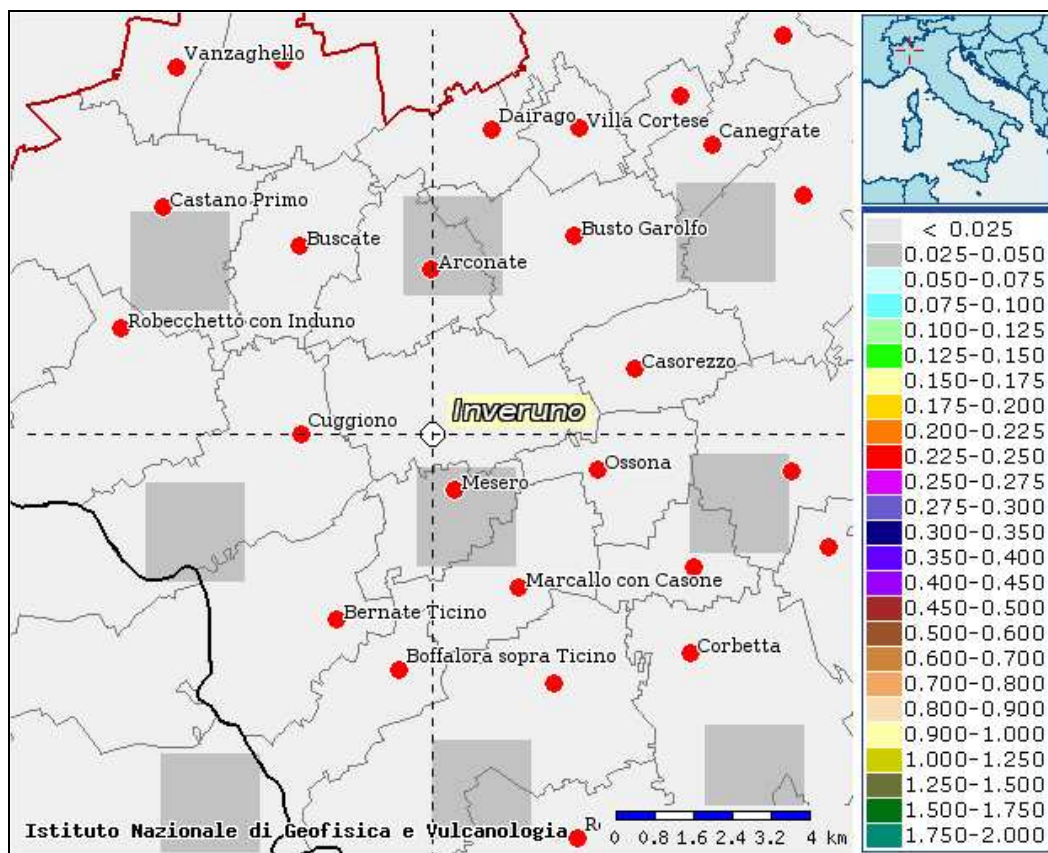 Vanzaghello
Dairago
Villa Cortese
Canegrate
Castano Primo
Buscate
Busto Garolfo
Arconate
Robecchetto con Induno
Casorezzo
Inveruno
Cuggiono
Ossona
Mesero
Marcallo con Casone
Bernate Ticino
Boffalora sopra Ticino
Corbetta
Istituto Nazionale di Geofisica e Vulcanologia
0 0.8 1.6 2.4 3.2 4 km
< 0.025
0.025-0.050
0.050-0.075
0.075-0.100
0.100-0.125
0.125-0.150
0.150-0.175
0.175-0.200
0.200-0.225
0.225-0.250
0.250-0.275
0.275-0.300
0.300-0.350
0.350-0.400
0.400-0.450
0.450-0.500
0.500-0.600
0.600-0.700
0.700-0.800
0.800-0.900
0.900-1.000
1.000-1.250
1.250-1.500
1.500-1.750
1.750-2.000